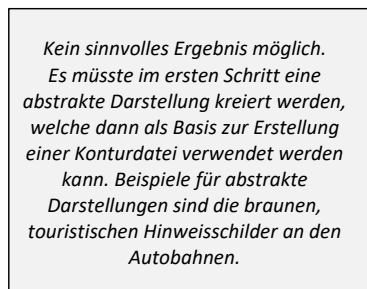 Kein sinnvolles Ergebnis möglich.
Es müsste im ersten Schritt eine
abstrakte Darstellung kreiert werden,
welche dann als Basis zur Erstellung
einer Konturdatei verwendet werden
kann. Beispiele für abstrakte
Darstellungen sind die braunen,
touristischen Hinweisschilder an den
Autobahnen.